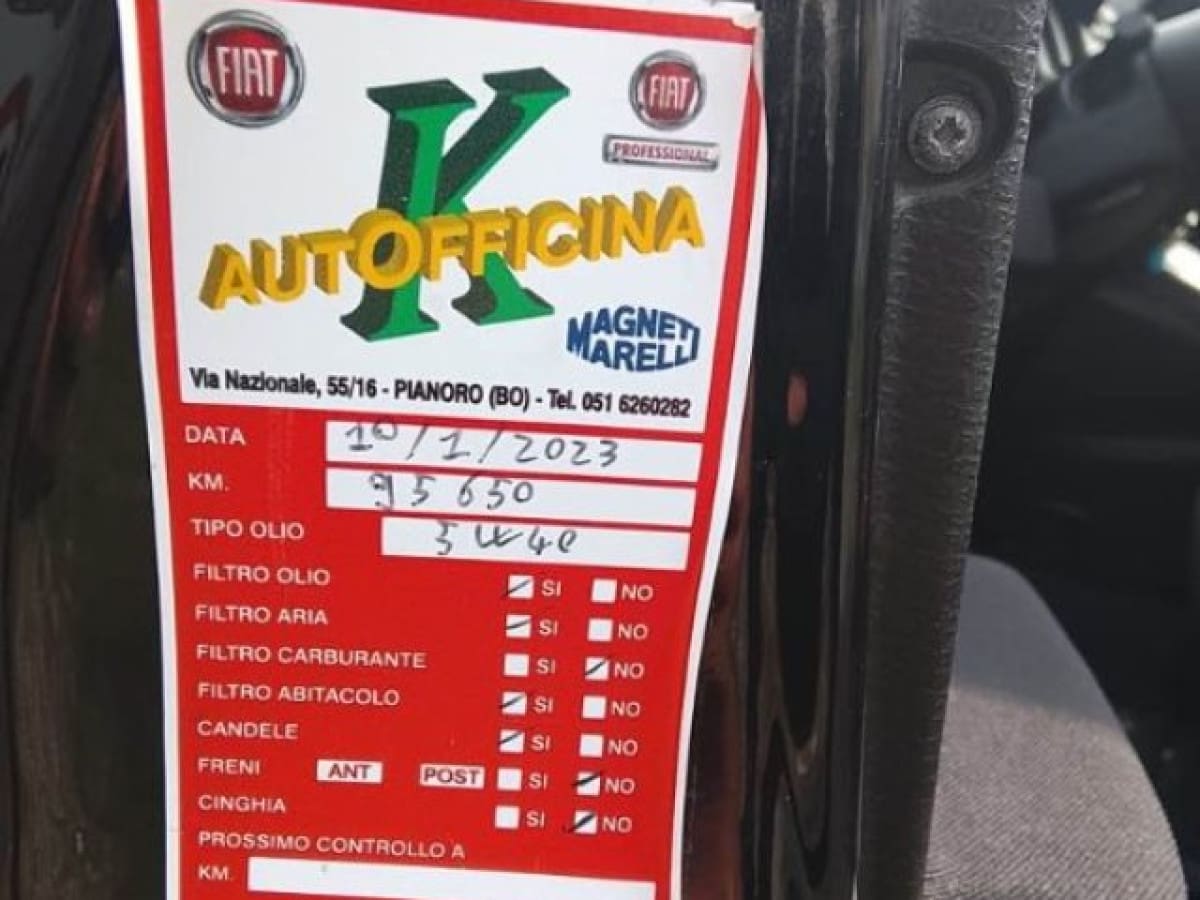 FIAT
FIAT
PROFESSIONAL
K
AUTOFFICINA
MAGNETI
MARELLI
Via Nazionale, 55/16 - PIANORO (BO) - Tel. 051 6260282
DATA 10/1/2023
KM. 95650
TIPO OLIO 5W40
FILTRO OLIO SI NO
FILTRO ARIA SI NO
FILTRO CARBURANTE SI NO
FILTRO ABITACOLO SI NO
CANDELE SI NO
FRENI ANT POST SI NO
CINGHIA SI NO
PROSSIMO CONTROLLO A
KM.